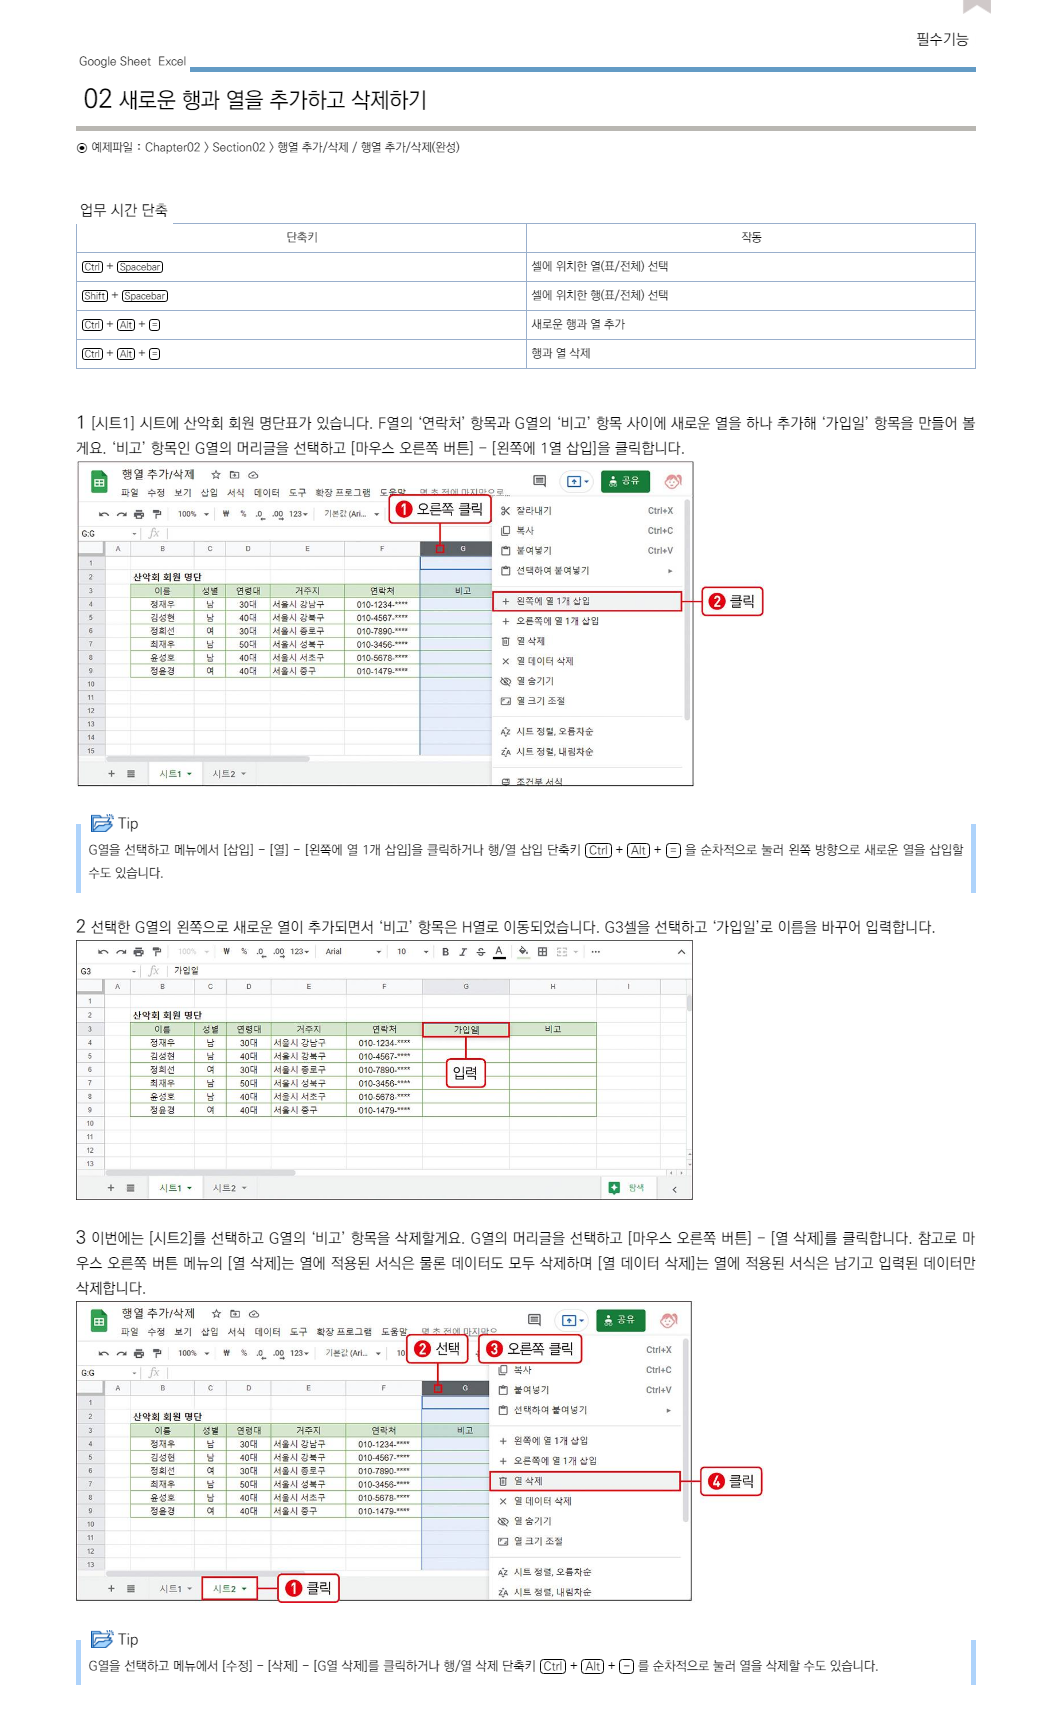 필수기능
Google Sheet Excel
02 새로운 행과 열을 추가하고 삭제하기
예제파일 : Chapter02 > Section02 > 행열 추가/삭제 / 행열 추가/삭제(완성)
업무 시간 단축
단축키 작동
Ctrl + Spacebar 셀에 위치한 열(표/전체) 선택
Shift + Spacebar 셀에 위치한 행(표/전체) 선택
Ctrl + Alt + = 새로운 행과 열 추가
Ctrl + Alt + = 행과 열 삭제
1 [시트1] 시트에 산악회 회원 명단표가 있습니다. F열의 ‘연락처’ 항목과 G열의 ‘비고’ 항목 사이에 새로운 열을 하나 추가해 ‘가입일’ 항목을 만들어 볼
게요. ‘비고’ 항목인 G열의 머리글을 선택하고 [마우스 오른쪽 버튼] – [왼쪽에 1열 삽입]을 클릭합니다.
행열 추가/삭제
파일 수정 보기 삽입 서식 데이터 도구 확장 프로그램 도움말
공유
100% ₩ % .0 .00 123 기본값 (Ari...
1 오른쪽 클릭
G:G fx
A B C D E F G
1
2 산악회 회원 명단
3 이름 성별 연령대 거주지 연락처 비고
4 정재우 남 30대 서울시 강남구 010-1234-****
5 김성현 남 40대 서울시 강북구 010-4567-****
6 정희선 여 30대 서울시 종로구 010-7890-****
7 최재우 남 50대 서울시 성북구 010-3456-****
8 윤성호 남 40대 서울시 서초구 010-5678-****
9 정윤경 여 40대 서울시 중구 010-1479-****
10
11
12
13
14
15
시트1 시트2
잘라내기 Ctrl+X
복사 Ctrl+C
붙여넣기 Ctrl+V
선택하여 붙여넣기
+ 왼쪽에 열 1개 삽입
2 클릭
+ 오른쪽에 열 1개 삽입
열 삭제
열 데이터 삭제
열 숨기기
열 크기 조절
시트 정렬, 오름차순
시트 정렬, 내림차순
조건부 서식
Tip
G열을 선택하고 메뉴에서 [삽입] – [열] – [왼쪽에 열 1개 삽입]을 클릭하거나 행/열 삽입 단축키 Ctrl + Alt + = 을 순차적으로 눌러 왼쪽 방향으로 새로운 열을 삽입할
수도 있습니다.
2 선택한 G열의 왼쪽으로 새로운 열이 추가되면서 ‘비고’ 항목은 H열로 이동되었습니다. G3셀을 선택하고 ‘가입일’로 이름을 바꾸어 입력합니다.
100% ₩ % .0 .00 123 Arial 10 B I S A
G3 fx 가입일
A B C D E F G H I
1
2 산악회 회원 명단
3 이름 성별 연령대 거주지 연락처 가입일 비고
4 정재우 남 30대 서울시 강남구 010-1234-****
5 김성현 남 40대 서울시 강북구 010-4567-****
6 정희선 여 30대 서울시 종로구 010-7890-****
7 최재우 남 50대 서울시 성북구 010-3456-****
8 윤성호 남 40대 서울시 서초구 010-5678-****
9 정윤경 여 40대 서울시 중구 010-1479-****
10
11
12
13
입력
시트1 시트2 탐색
3 이번에는 [시트2]를 선택하고 G열의 ‘비고’ 항목을 삭제할게요. G열의 머리글을 선택하고 [마우스 오른쪽 버튼] – [열 삭제]를 클릭합니다. 참고로 마
우스 오른쪽 버튼 메뉴의 [열 삭제]는 열에 적용된 서식은 물론 데이터도 모두 삭제하며 [열 데이터 삭제]는 열에 적용된 서식은 남기고 입력된 데이터만
삭제합니다.
행열 추가/삭제
파일 수정 보기 삽입 서식 데이터 도구 확장 프로그램 도움말
공유
100% ₩ % .0 .00 123 기본값 (Ari... 10
2 선택
3 오른쪽 클릭
G:G fx
A B C D E F G
1
2 산악회 회원 명단
3 이름 성별 연령대 거주지 연락처 비고
4 정재우 남 30대 서울시 강남구 010-1234-****
5 김성현 남 40대 서울시 강북구 010-4567-****
6 정희선 여 30대 서울시 종로구 010-7890-****
7 최재우 남 50대 서울시 성북구 010-3456-****
8 윤성호 남 40대 서울시 서초구 010-5678-****
9 정윤경 여 40대 서울시 중구 010-1479-****
10
11
12
13
시트1 시트2
1 클릭
Ctrl+X
복사 Ctrl+C
붙여넣기 Ctrl+V
선택하여 붙여넣기
+ 왼쪽에 열 1개 삽입
+ 오른쪽에 열 1개 삽입
열 삭제
4 클릭
열 데이터 삭제
열 숨기기
열 크기 조절
시트 정렬, 오름차순
시트 정렬, 내림차순
Tip
G열을 선택하고 메뉴에서 [수정] – [삭제] – [G열 삭제]를 클릭하거나 행/열 삭제 단축키 Ctrl + Alt + – 를 순차적으로 눌러 열을 삭제할 수도 있습니다.